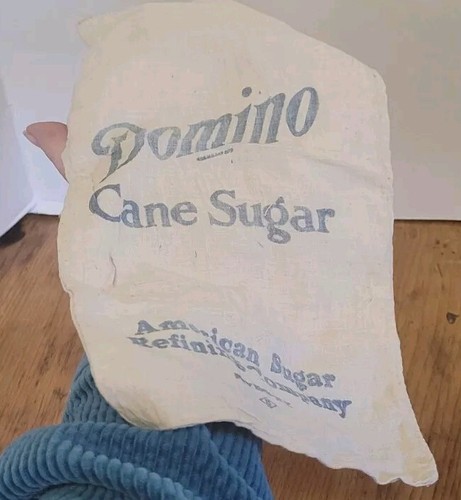 Domino
Cane Sugar
American Sugar
Refining Company